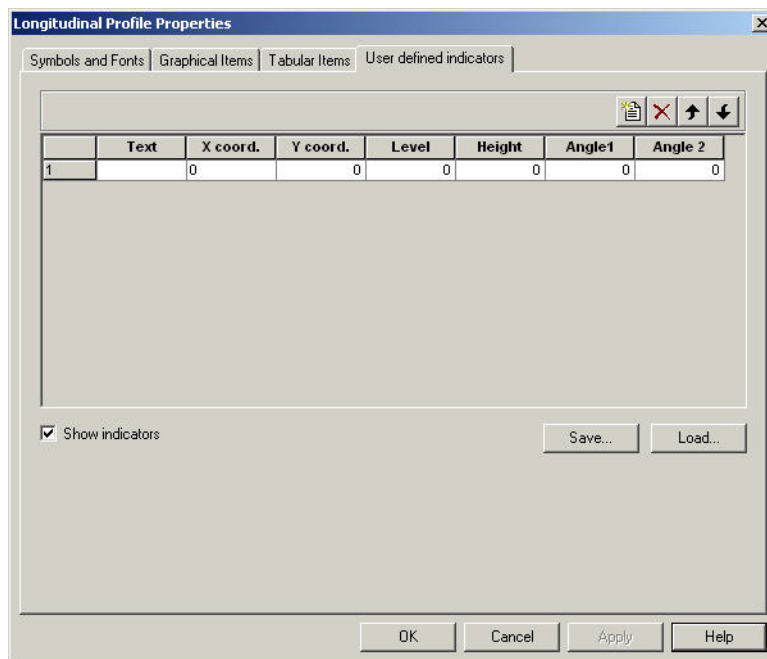 Longitudinal Profile Properties
Symbols and Fonts Graphical Items Tabular Items User defined indicators
Text X coord. Y coord. Level Height Angle1 Angle 2
1 0 0 0 0 0 0
Show indicators Save... Load...
OK Cancel Apply Help